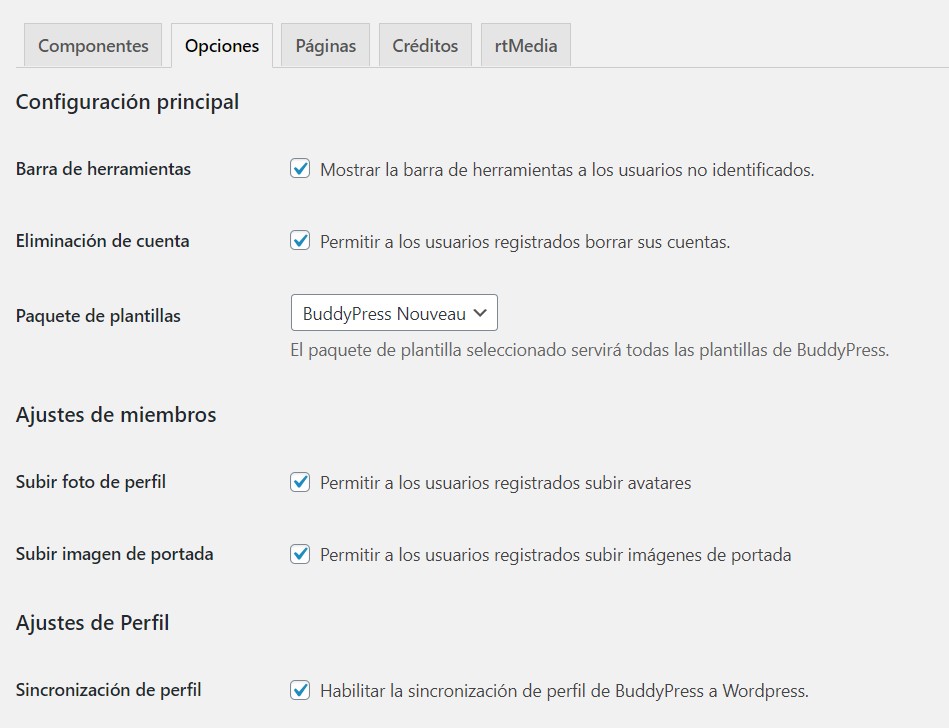 Componentes Opciones Páginas Créditos rtMedia
Configuración principal
Barra de herramientas Mostrar la barra de herramientas a los usuarios no identificados.
Eliminación de cuenta Permitir a los usuarios registrados borrar sus cuentas.
Paquete de plantillas BuddyPress Nouveau
El paquete de plantilla seleccionado servirá todas las plantillas de BuddyPress.
Ajustes de miembros
Subir foto de perfil Permitir a los usuarios registrados subir avatares
Subir imagen de portada Permitir a los usuarios registrados subir imágenes de portada
Ajustes de Perfil
Sincronización de perfil Habilitar la sincronización de perfil de BuddyPress a Wordpress.